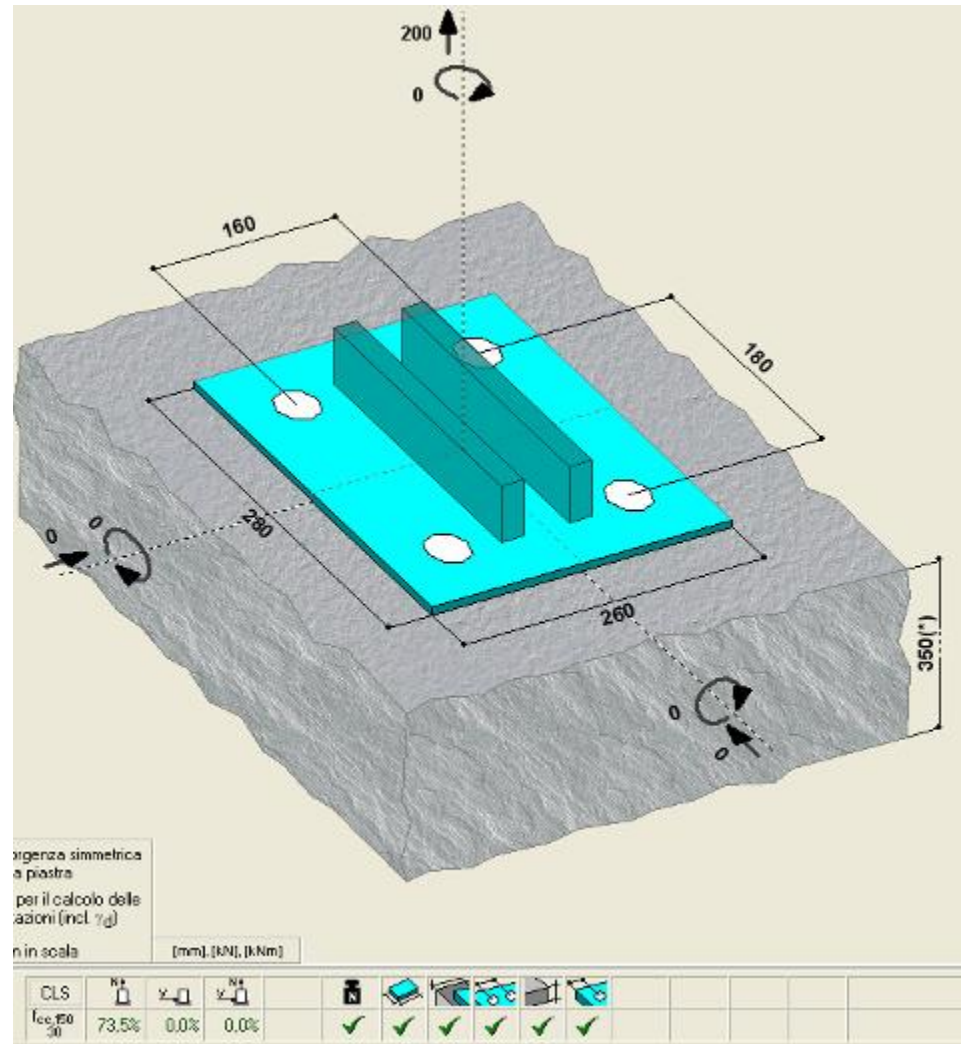 200
0
160
180
280
0
0
260
350(*)
0
0
orgenza simmetrica
a piastra
per il calcolo delle
azioni (incl. γd)
n in scala
[mm], [kN], [kNm]
CLS
N
V
V N
N
fcc,150
30
73.5%
0.0%
0.0%